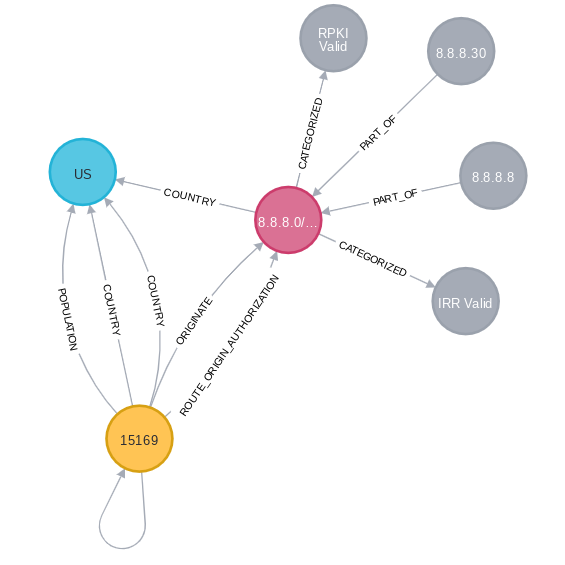 RPKI
Valid
8.8.8.30
CATEGORIZED
PART_OF
US
COUNTRY
PART_OF
8.8.8.8
8.8.8.0/...
CATEGORIZED
IRR Valid
POPULATION
COUNTRY
COUNTRY
ORIGINATE
ROUTE_ORIGIN_AUTHORIZATION
15169